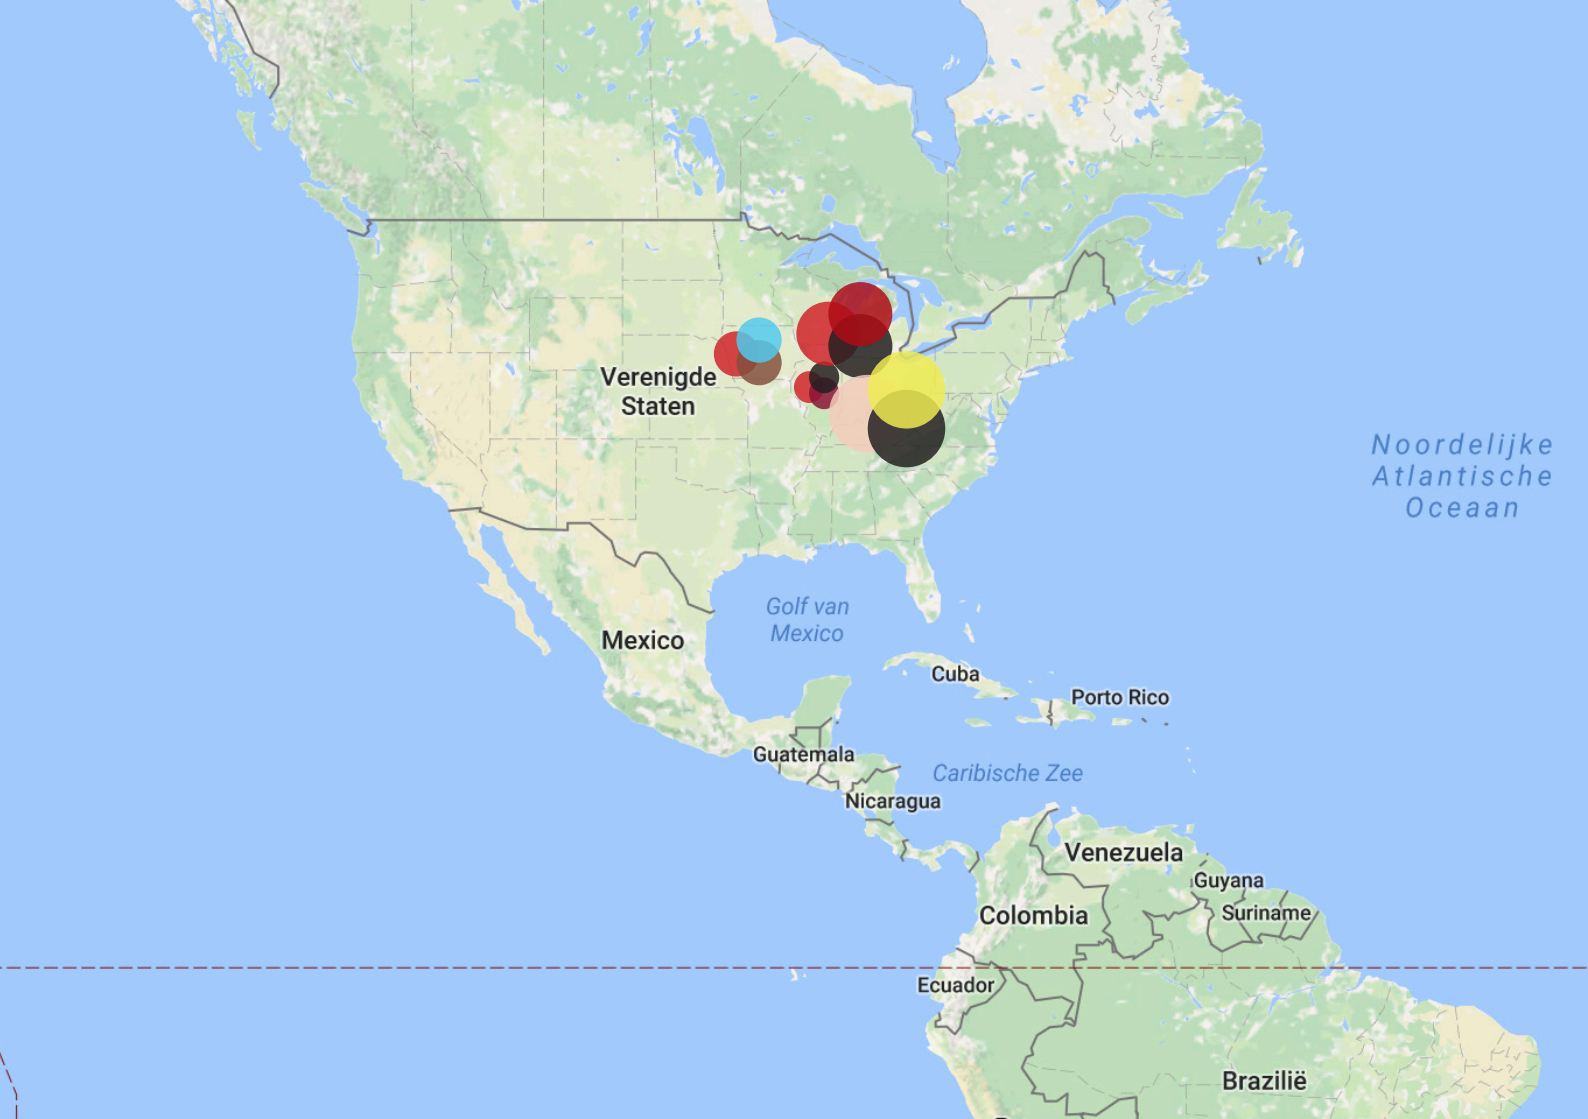 Verenigde
Staten
Noordelijke
Atlantische
Oceaan
Golf van
Mexico
Mexico
Cuba
Porto Rico
Guatemala
Caribische Zee
Nicaragua
Venezuela
Guyana
Colombia
Suriname
Ecuador
Brazilië